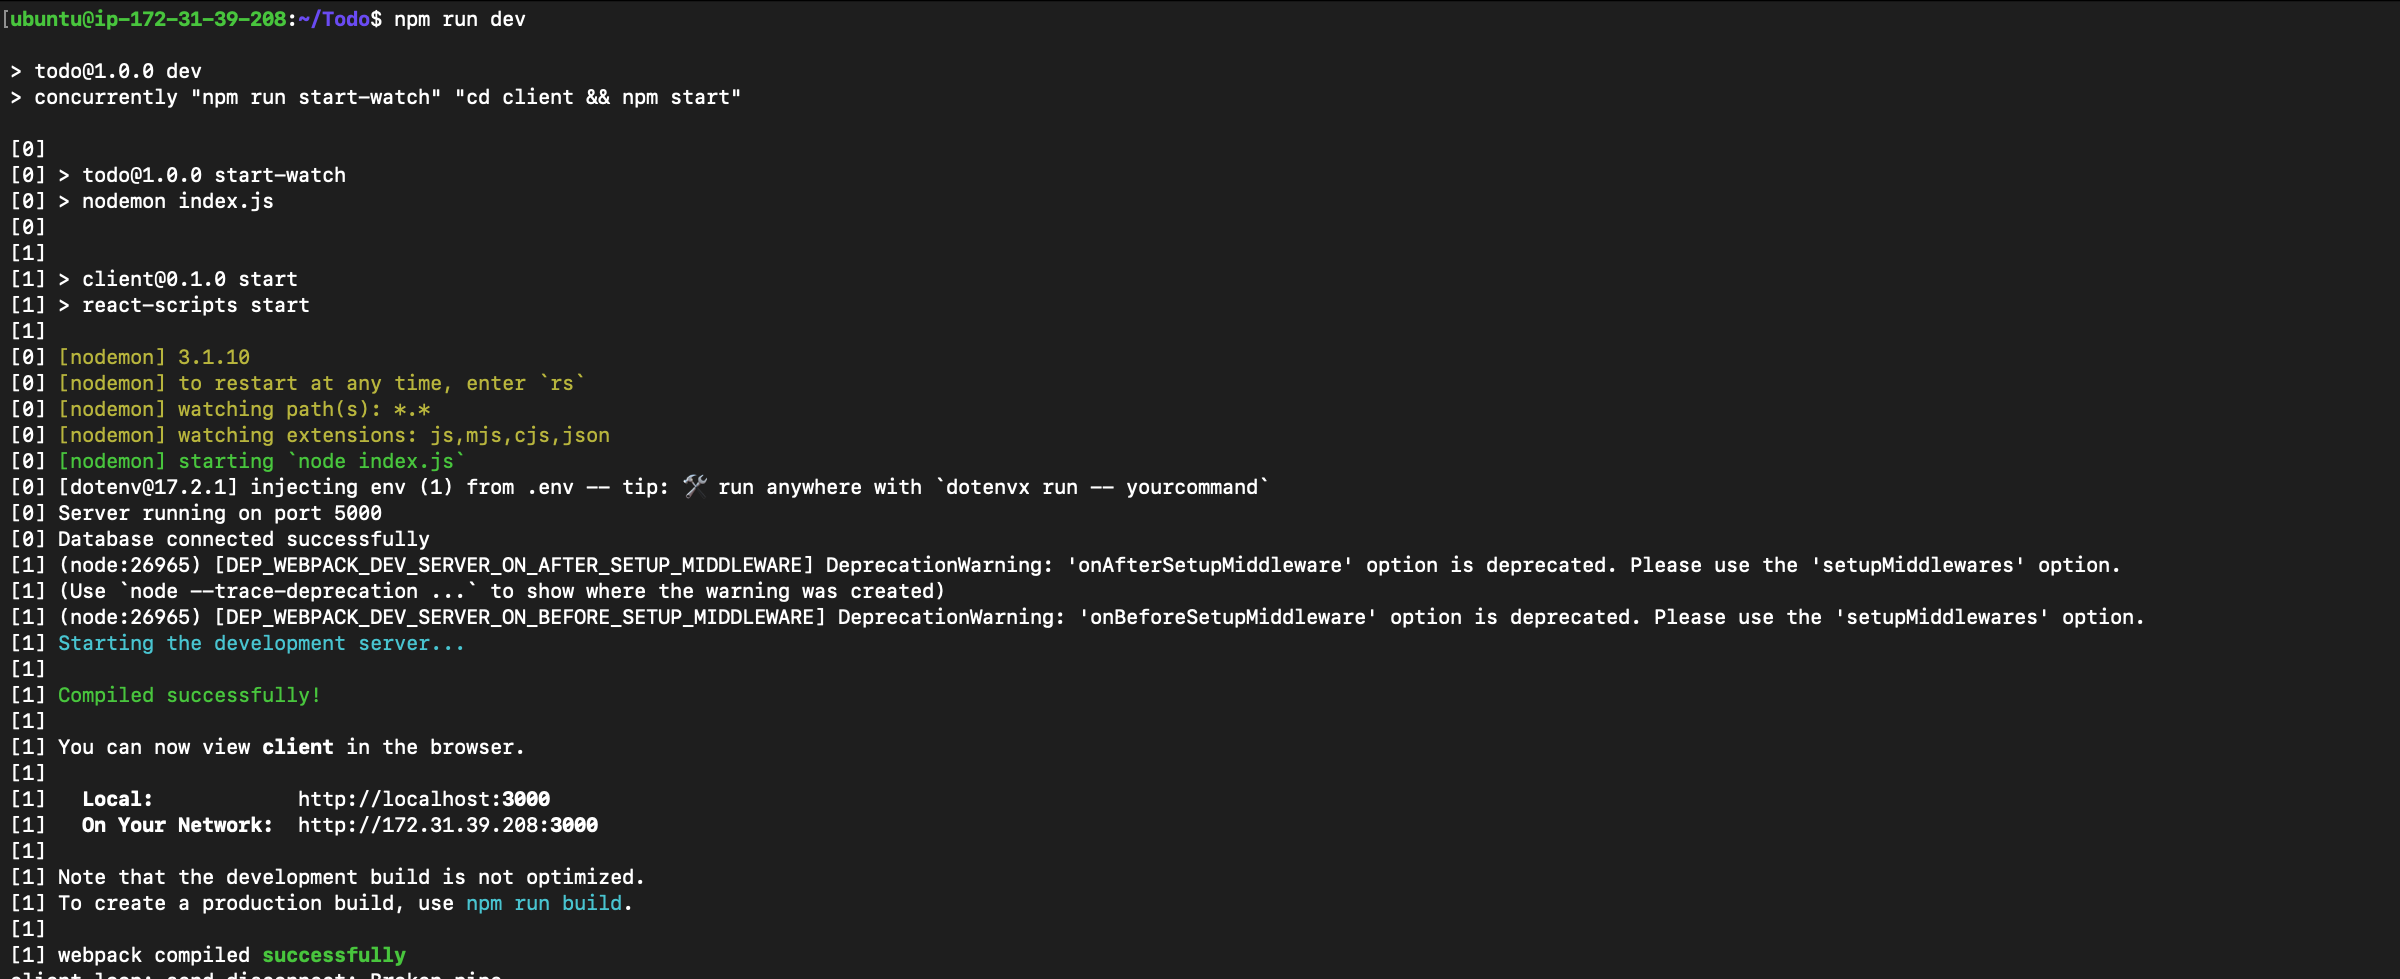 [ubuntu@ip-172-31-39-208:~/Todo$ npm run dev
> todo@1.0.0 dev
> concurrently "npm run start-watch" "cd client && npm start"
[0]
[0] > todo@1.0.0 start-watch
[0] > nodemon index.js
[0]
[1]
[1] > client@0.1.0 start
[1] > react-scripts start
[1]
[0] [nodemon] 3.1.10
[0] [nodemon] to restart at any time, enter `rs`
[0] [nodemon] watching path(s): *.*
[0] [nodemon] watching extensions: js,mjs,cjs,json
[0] [nodemon] starting `node index.js`
[0] [dotenv@17.2.1] injecting env (1) from .env -- tip: 🛠️ run anywhere with `dotenvx run -- yourcommand`
[0] Server running on port 5000
[0] Database connected successfully
[1] (node:26965) [DEP_WEBPACK_DEV_SERVER_ON_AFTER_SETUP_MIDDLEWARE] DeprecationWarning: 'onAfterSetupMiddleware' option is deprecated. Please use the 'setupMiddlewares' option.
[1] (Use `node --trace-deprecation ...` to show where the warning was created)
[1] (node:26965) [DEP_WEBPACK_DEV_SERVER_ON_BEFORE_SETUP_MIDDLEWARE] DeprecationWarning: 'onBeforeSetupMiddleware' option is deprecated. Please use the 'setupMiddlewares' option.
[1] Starting the development server...
[1]
[1] Compiled successfully!
[1]
[1] You can now view client in the browser.
[1]
[1]   Local:            http://localhost:3000
[1]   On Your Network:  http://172.31.39.208:3000
[1]
[1] Note that the development build is not optimized.
[1] To create a production build, use npm run build.
[1]
[1] webpack compiled successfully
client_loop: send disconnect: Broken pipe